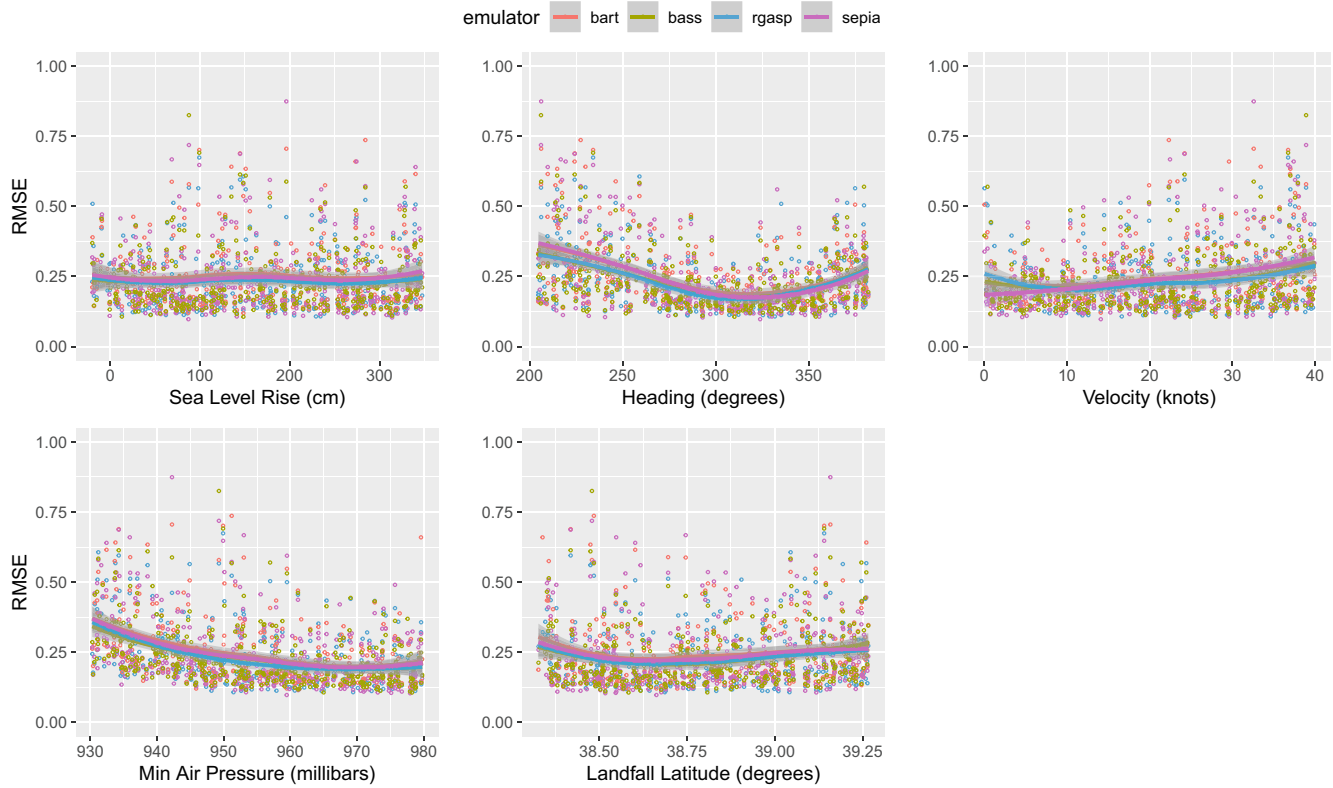 emulator bart bass rgasp sepia
RMSE
1.00
0.75
0.50
0.25
0.00
0 100 200 300
Sea Level Rise (cm)
1.00
0.75
0.50
0.25
0.00
200 250 300 350
Heading (degrees)
1.00
0.75
0.50
0.25
0.00
0 10 20 30 40
Velocity (knots)
RMSE
1.00
0.75
0.50
0.25
0.00
930 940 950 960 970 980
Min Air Pressure (millibars)
1.00
0.75
0.50
0.25
0.00
38.50 38.75 39.00 39.25
Landfall Latitude (degrees)